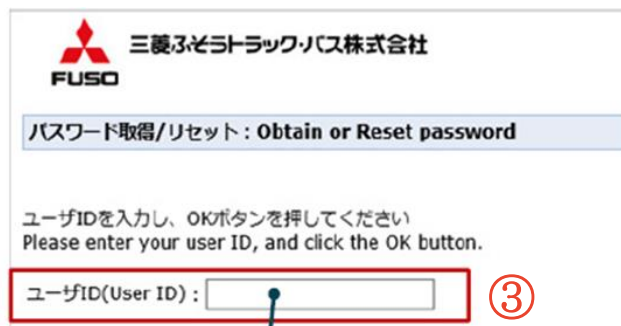 三菱ふそうトラック・バス株式会社
FUSO
パスワード取得/リセット：Obtain or Reset password
ユーザIDを入力し、OKボタンを押してください
Please enter your user ID, and click the OK button.
ユーザID(User ID)：
③